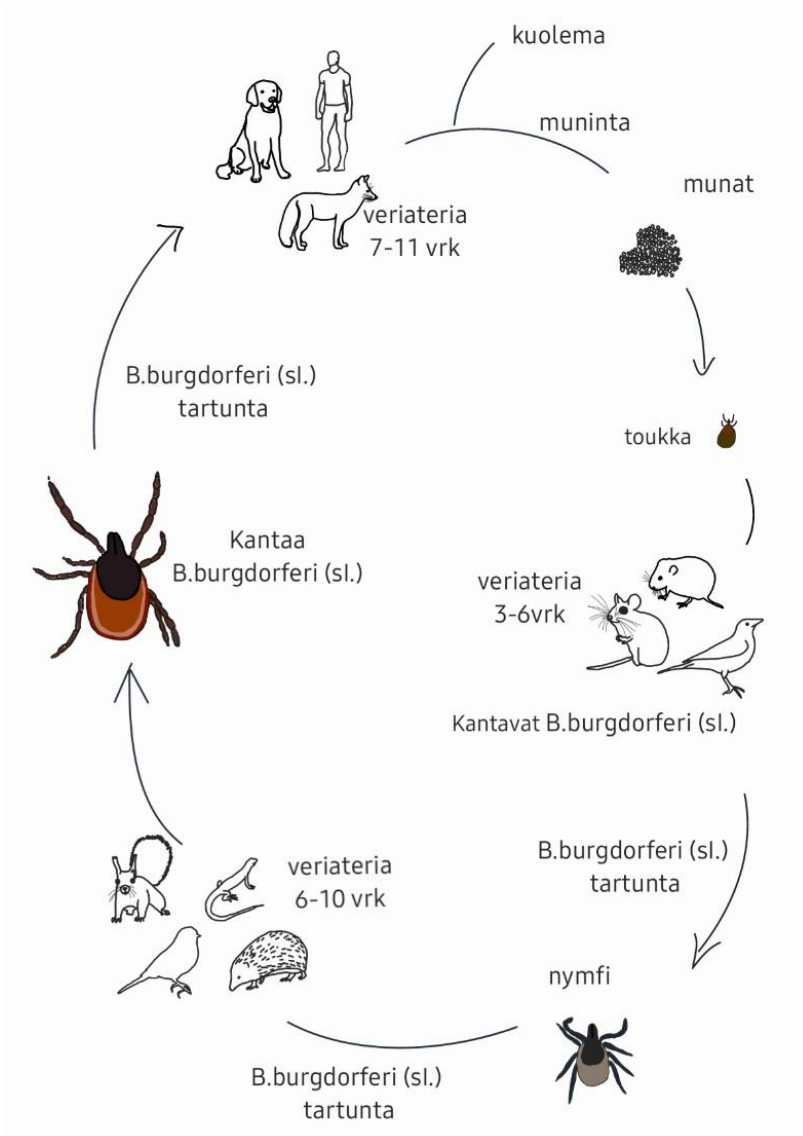 kuolema
muninta
munat
veriateria
7-11 vrk
B.burgdorferi (sl.)
tartunta
toukka
Kantaa
B.burgdorferi (sl.)
veriateria
3-6vrk
Kantavat B.burgdorferi (sl.)
B.burgdorferi (sl.)
tartunta
veriateria
6-10 vrk
nymfi
B.burgdorferi (sl.)
tartunta